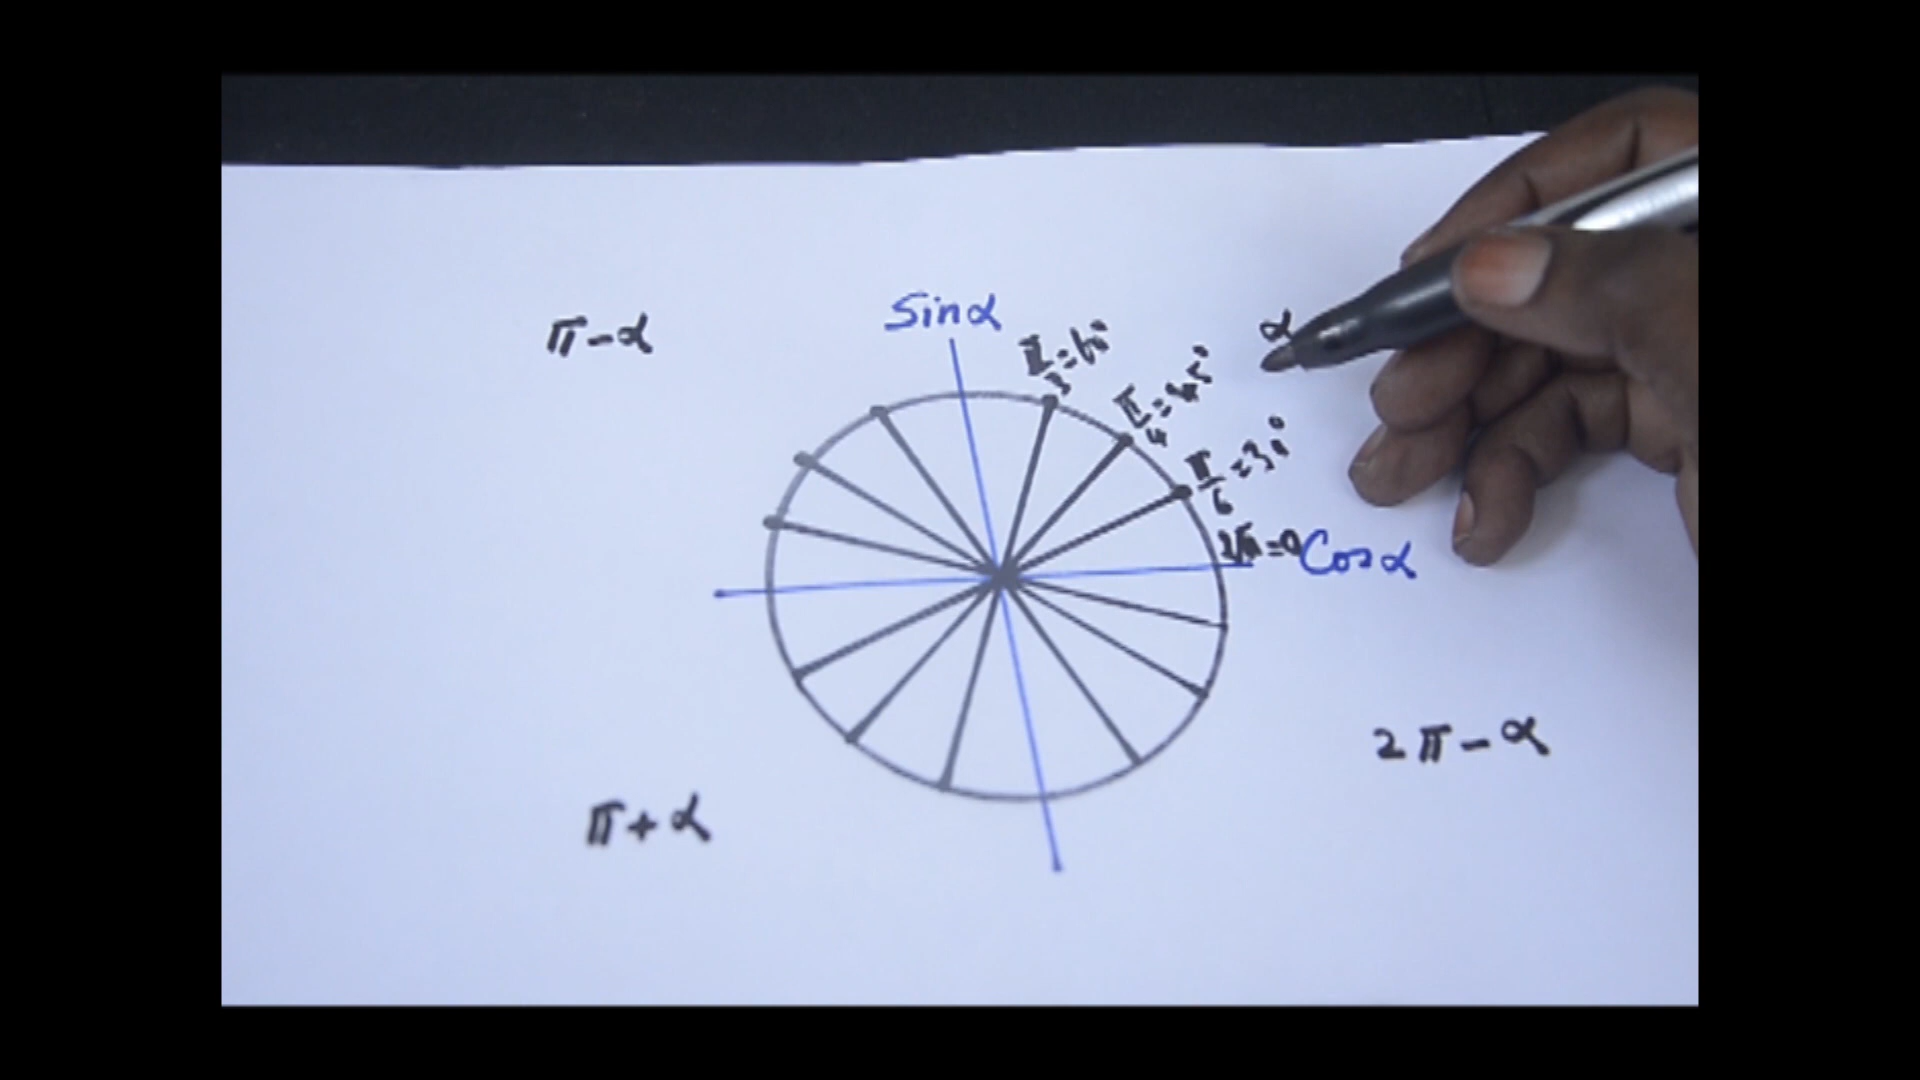 Sinα
π-α
α
π/3=60°
π/4=45°
π/6=30°
2π=0
Cosα
2π-α
π+α